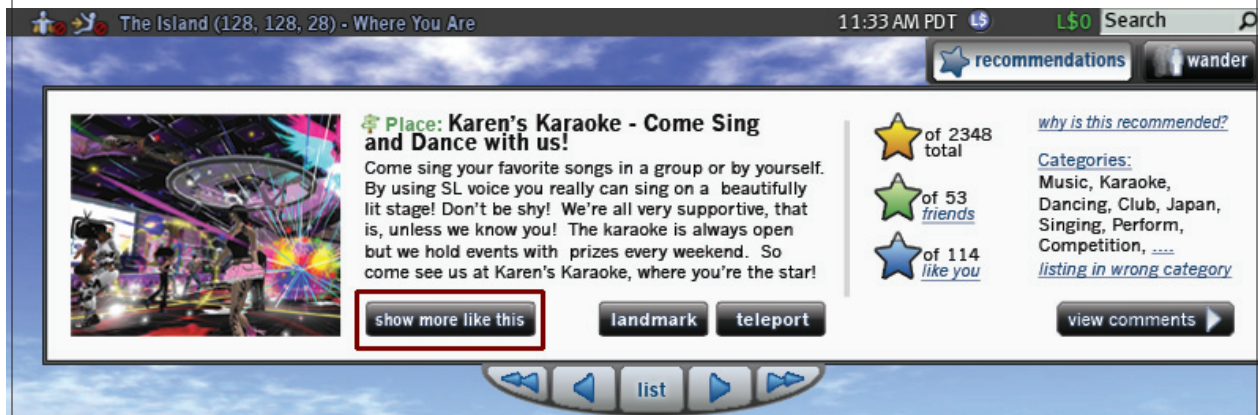 The Island (128, 128, 28) - Where You Are
11:33 AM PDT L$ L$0 Search
recommendations wander
Place: Karen's Karaoke - Come Sing
and Dance with us!
Come sing your favorite songs in a group or by yourself.
By using SL voice you really can sing on a beautifully
lit stage! Don't be shy! We're all very supportive, that
is, unless we know you! The karaoke is always open
but we hold events with prizes every weekend. So
come see us at Karen's Karaoke, where you're the star!
show more like this landmark teleport
of 2348
total
of 53
friends
of 114
like you
why is this recommended?
Categories:
Music, Karaoke,
Dancing, Club, Japan,
Singing, Perform,
Competition, ....
listing in wrong category
view comments
list